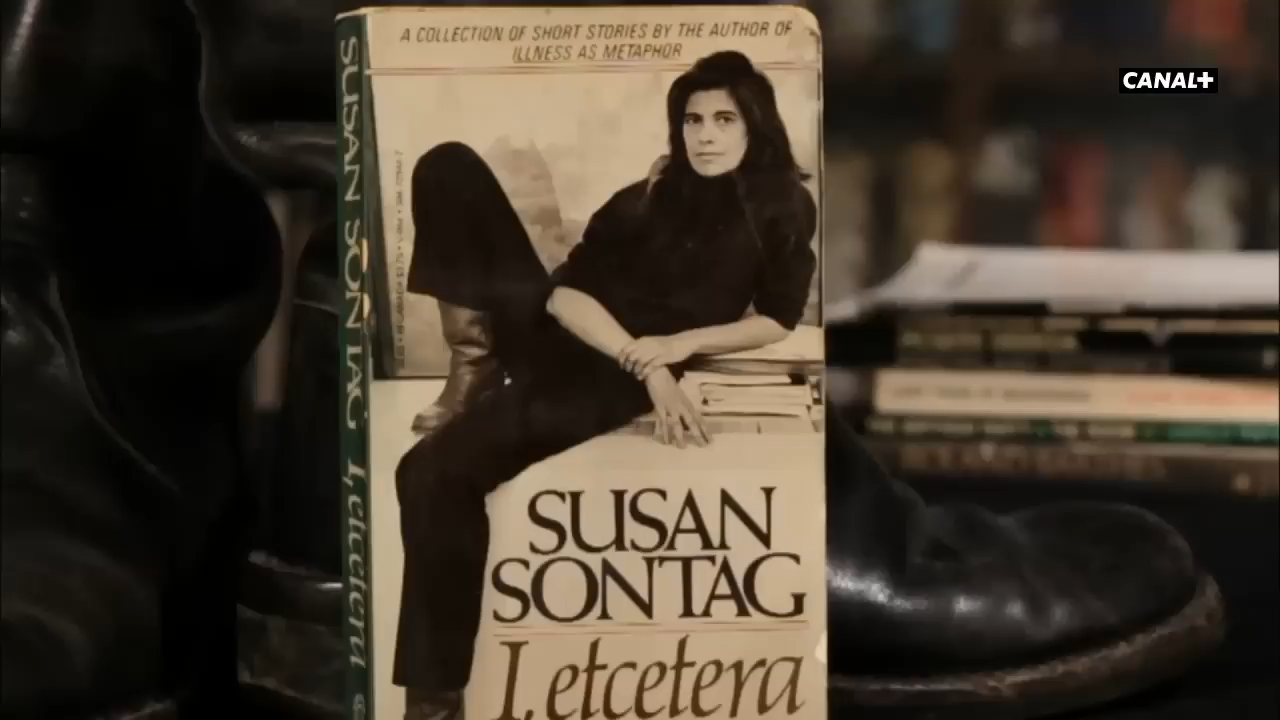 A COLLECTION OF SHORT STORIES BY THE AUTHOR OF
ILLNESS AS METAPHOR
CANAL+
SUSAN SONTAG I, etcetera
SUSAN
SONTAG
I, etcetera